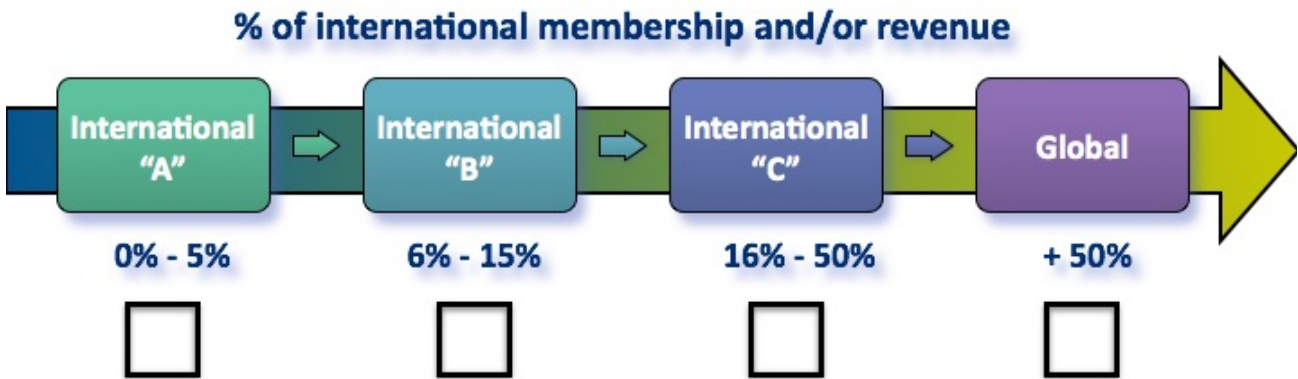 % of international membership and/or revenue
International
“A”
International
“B”
International
“C”
Global
0% - 5%
6% - 15%
16% - 50%
+ 50%